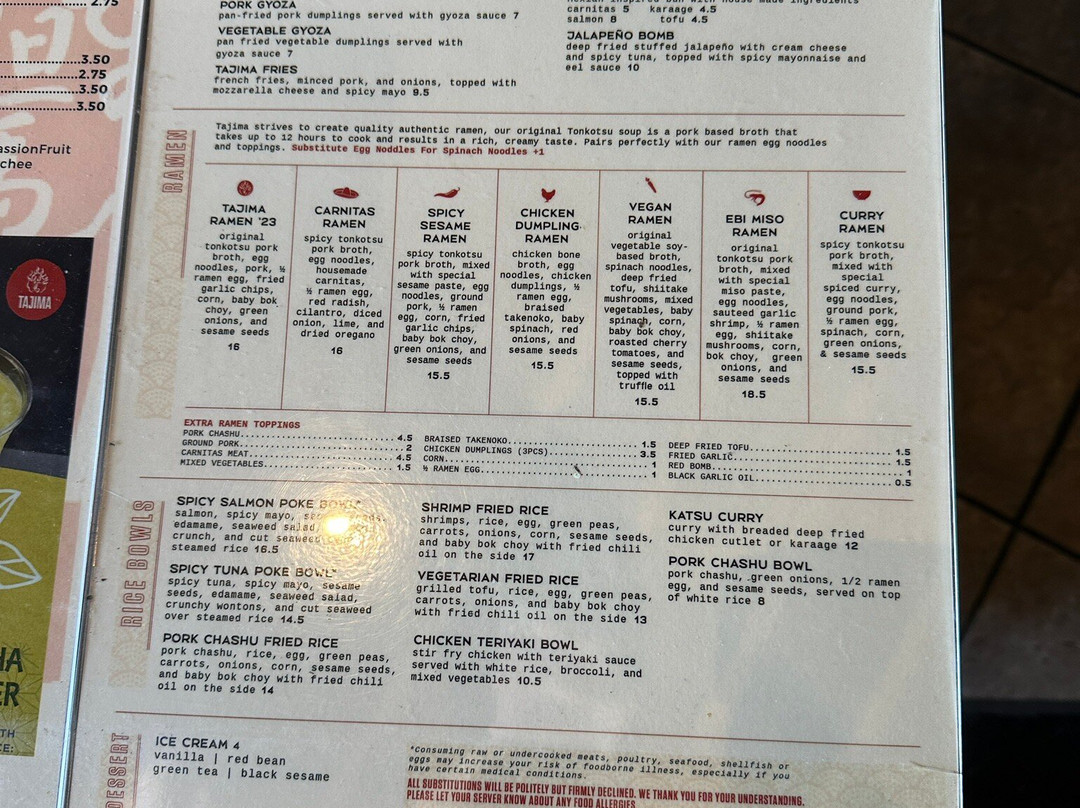 2.75
3.50
2.75
3.50
3.50
assionFruit
chee
TAJIMA
HA
ER
TH
CE:
PORK GYOZA
pan-fried pork dumplings served with gyoza sauce 7
VEGETABLE GYOZA
pan fried vegetable dumplings served with
gyoza sauce 7
TAJIMA FRIES
french fries, minced pork, and onions, topped with
mozzarella cheese and spicy mayo 9.5
carnitas 5 karaage 4.5
salmon 8 tofu 4.5
JALAPEÑO BOMB
deep fried stuffed jalapeño with cream cheese
and spicy tuna, topped with spicy mayonnaise and
eel sauce 10
RAMEN
Tajima strives to create quality authentic ramen, our original Tonkotsu soup is a pork based broth that
takes up to 12 hours to cook and results in a rich, creamy taste. Pairs perfectly with our ramen egg noodles
and toppings. Substitute Egg Noddles For Spinach Noodles +1
TAJIMA
RAMEN '23
original
tonkotsu pork
broth, egg
noodles, pork, ½
ramen egg, fried
garlic chips,
corn, baby bok
choy, green
onions, and
sesame seeds
16
CARNITAS
RAMEN
spicy tonkotsu
pork broth,
egg noodles,
housemade
carnitas,
½ ramen egg,
red radish,
cilantro, diced
onion, lime, and
dried oregano
16
SPICY
SESAME
RAMEN
spicy tonkotsu
pork broth, mixed
with special
sesame paste, egg
noodles, ground
pork, ½ ramen
egg, corn, fried
garlic chips,
baby bok choy,
green onions, and
sesame seeds
15.5
CHICKEN
DUMPLING
RAMEN
chicken bone
broth, egg
noodles, chicken
dumplings, ½
ramen egg,
braised
takenoko, baby
spinach, red
onions, and
sesame seeds
15.5
VEGAN
RAMEN
original
vegetable soy-
based broth,
spinach noodles,
deep fried
tofu, shiitake
mushrooms, mixed
vegetables, baby
spinach, corn,
baby bok choy,
roasted cherry
tomatoes, and
sesame seeds,
topped with
truffle oil
15.5
EBI MISO
RAMEN
original
tonkotsu pork
broth, mixed
with special
miso paste,
egg noodles,
sauteed garlic
shrimp, ½ ramen
egg, shiitake
mushrooms, corn,
bok choy, green
onions, and
sesame seeds
18.5
CURRY
RAMEN
spicy tonkotsu
pork broth,
mixed with
special
spiced curry,
egg noodles,
ground pork,
½ ramen egg,
spinach, corn,
green onions,
& sesame seeds
15.5
EXTRA RAMEN TOPPINGS
PORK CHASHU 4.5
GROUND PORK 2
CARNITAS MEAT 4.5
MIXED VEGETABLES 1.5
BRAISED TAKENOKO 1.5
CHICKEN DUMPLINGS (3PCS) 3.5
CORN 1
½ RAMEN EGG 1
DEEP FRIED TOFU 1.5
FRIED GARLIC 1.5
RED BOMB 1
BLACK GARLIC OIL 0.5
RICE BOWLS
SPICY SALMON POKE BOWL*
salmon, spicy mayo,
edamame, seaweed salad,
crunch, and cut seaweed
steamed rice 16.5
SPICY TUNA POKE BOWL*
spicy tuna, spicy mayo, sesame
seeds, edamame, seaweed salad,
crunchy wontons, and cut seaweed
over steamed rice 14.5
PORK CHASHU FRIED RICE
pork chashu, rice, egg, green peas,
carrots, onions, corn, sesame seeds,
and baby bok choy with fried chili
oil on the side 14
SHRIMP FRIED RICE
shrimps, rice, egg, green peas,
carrots, onions, corn, sesame seeds,
and baby bok choy with fried chili
oil on the side 17
VEGETARIAN FRIED RICE
grilled tofu, rice, egg, green peas,
carrots, onions, and baby bok choy
with fried chili oil on the side 13
CHICKEN TERIYAKI BOWL
stir fry chicken with teriyaki sauce
served with white rice, broccoli, and
mixed vegetables 10.5
KATSU CURRY
curry with breaded deep fried
chicken cutlet or karaage 12
PORK CHASHU BOWL
pork chashu, green onions, 1/2 ramen
egg, and sesame seeds, served on top
of white rice 8
DESSERT
ICE CREAM 4
vanilla | red bean
green tea | black sesame
*Consuming raw or undercooked meats, poultry, seafood, shellfish or
eggs may increase your risk of foodborne illness, especially if you
have certain medical conditions.
ALL SUBSTITUTIONS WILL BE POLITELY BUT FIRMLY DECLINED. WE THANK YOU FOR YOUR UNDERSTANDING.
PLEASE LET YOUR SERVER KNOW ABOUT ANY FOOD ALLERGIES